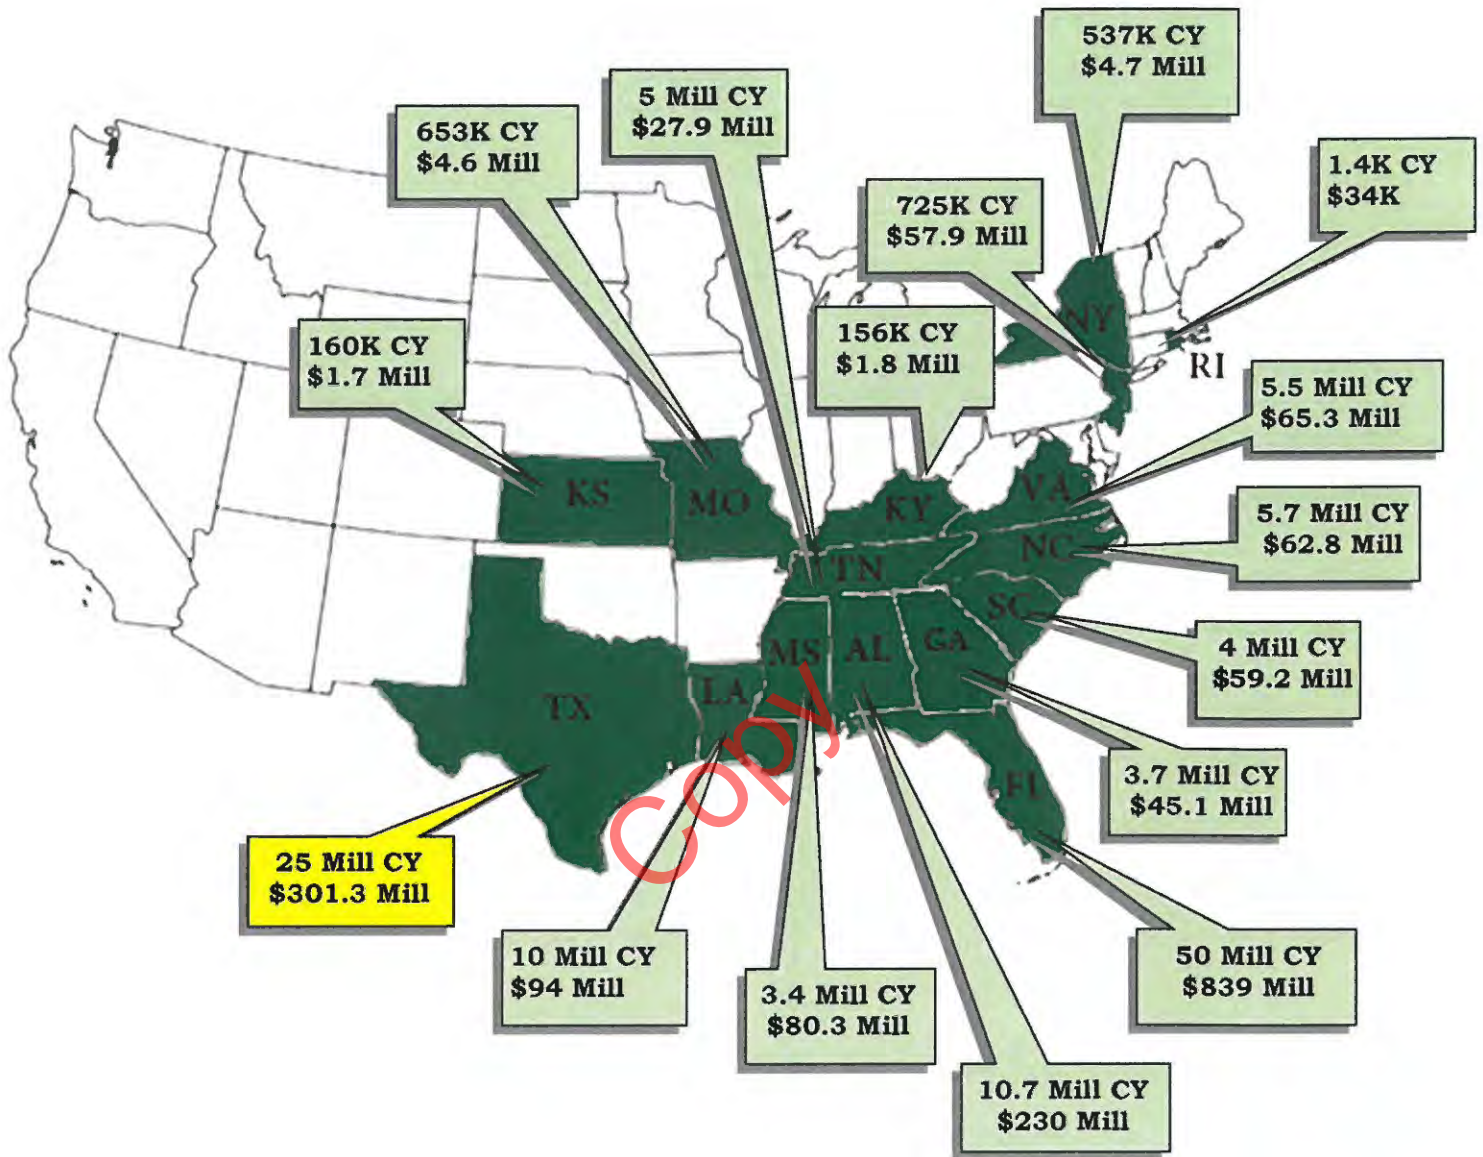 537K CY
$4.7 Mill
5 Mill CY
$27.9 Mill
653K CY
$4.6 Mill
1.4K CY
$34K
725K CY
$57.9 Mill
NY
156K CY
$1.8 Mill
160K CY
$1.7 Mill
RI
5.5 Mill CY
$65.3 Mill
KS
MO
KY
VA
5.7 Mill CY
$62.8 Mill
NC
TN
SC
4 Mill CY
$59.2 Mill
MS
AL
GA
LA
TX
Copy
FL
3.7 Mill CY
$45.1 Mill
25 Mill CY
$301.3 Mill
10 Mill CY
$94 Mill
50 Mill CY
$839 Mill
3.4 Mill CY
$80.3 Mill
10.7 Mill CY
$230 Mill